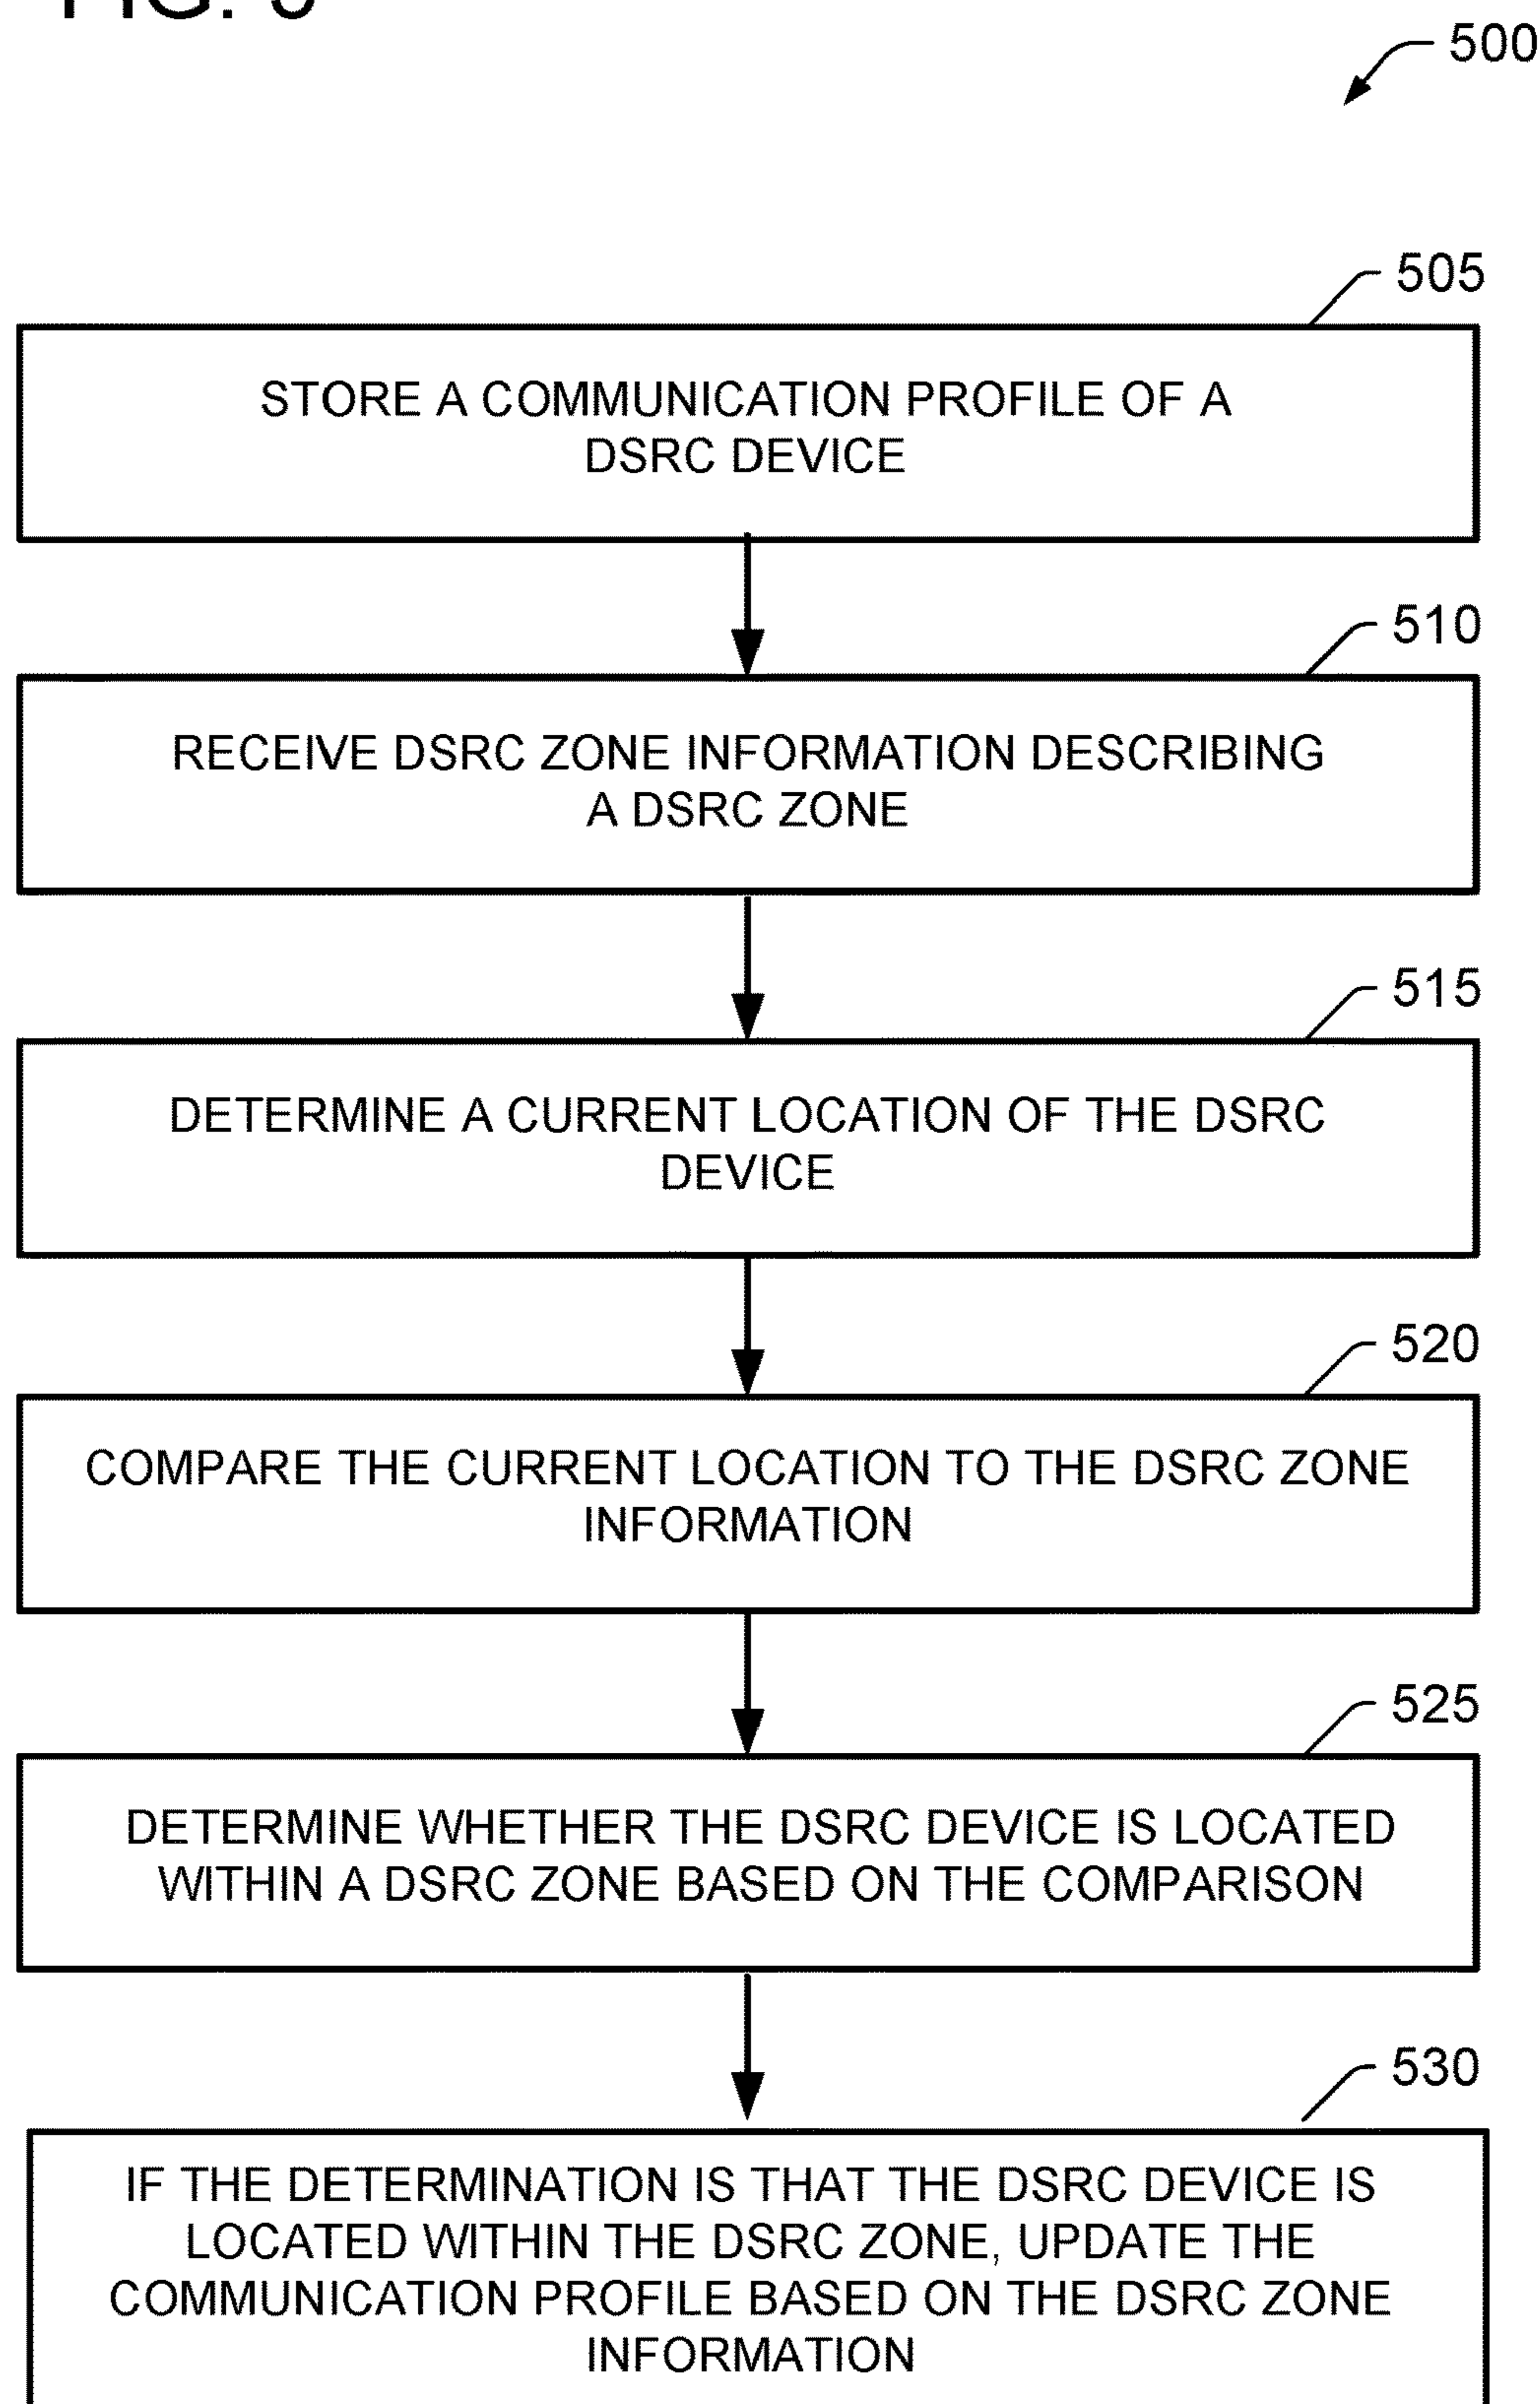 FIG. 5
500
505
STORE A COMMUNICATION PROFILE OF A
DSRC DEVICE
510
RECEIVE DSRC ZONE INFORMATION DESCRIBING
A DSRC ZONE
515
DETERMINE A CURRENT LOCATION OF THE DSRC
DEVICE
520
COMPARE THE CURRENT LOCATION TO THE DSRC ZONE
INFORMATION
525
DETERMINE WHETHER THE DSRC DEVICE IS LOCATED
WITHIN A DSRC ZONE BASED ON THE COMPARISON
530
IF THE DETERMINATION IS THAT THE DSRC DEVICE IS
LOCATED WITHIN THE DSRC ZONE, UPDATE THE
COMMUNICATION PROFILE BASED ON THE DSRC ZONE
INFORMATION